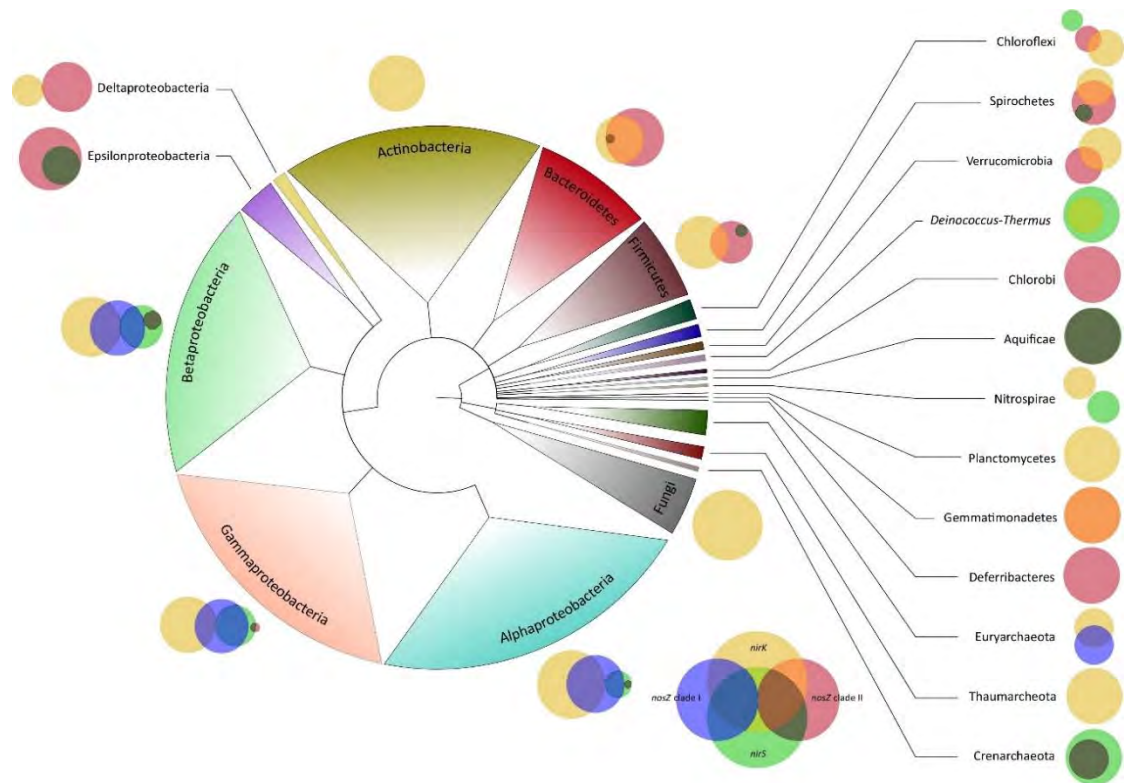 Deltaproteobacteria
Epsilonproteobacteria
Actinobacteria
Bacteroidetes
Firmicutes
Betaproteobacteria
Gammaproteobacteria
Alphaproteobacteria
Fungi
Chloroflexi
Spirochetes
Verrucomicrobia
Deinococcus-Thermus
Chlorobi
Aquificae
Nitrospirae
Planctomycetes
Gemmatimonadetes
Deferribacteres
Euryarchaeota
Thaumarcheota
Crenarchaeota
nirK
nosZ clade I
nosZ clade II
nirS